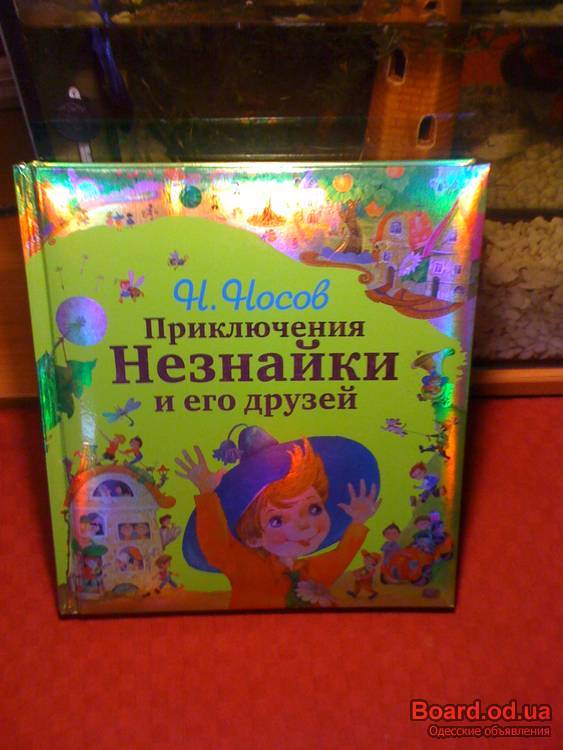 Н. Носов
Приключения
Незнайки
и его друзей
Board.od.ua
Одесские объявления